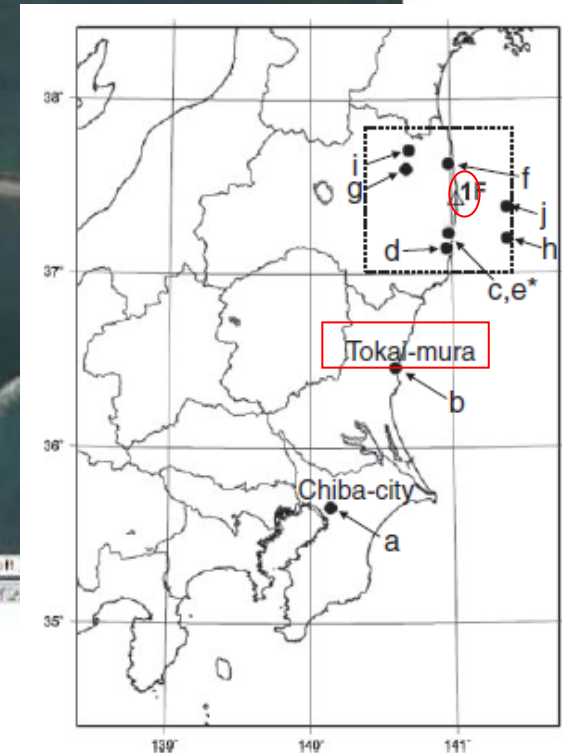 38°
i
f
g
1F
j
d
h
37°
c,e*
Tokai-mura
b
36°
Chiba-city
a
35°
139°
140°
141°